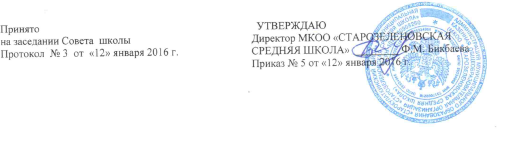 Принято
на заседании Совета школы
Протокол № 3 от «12» января 2016 г.
УТВЕРЖДАЮ
Директор МКОО «СТАРОЗЕЛЕНОВСКАЯ
СРЕДНЯЯ ШКОЛА» Ф.М. Бикбаева
Приказ № 5 от «12» января 2016 г.